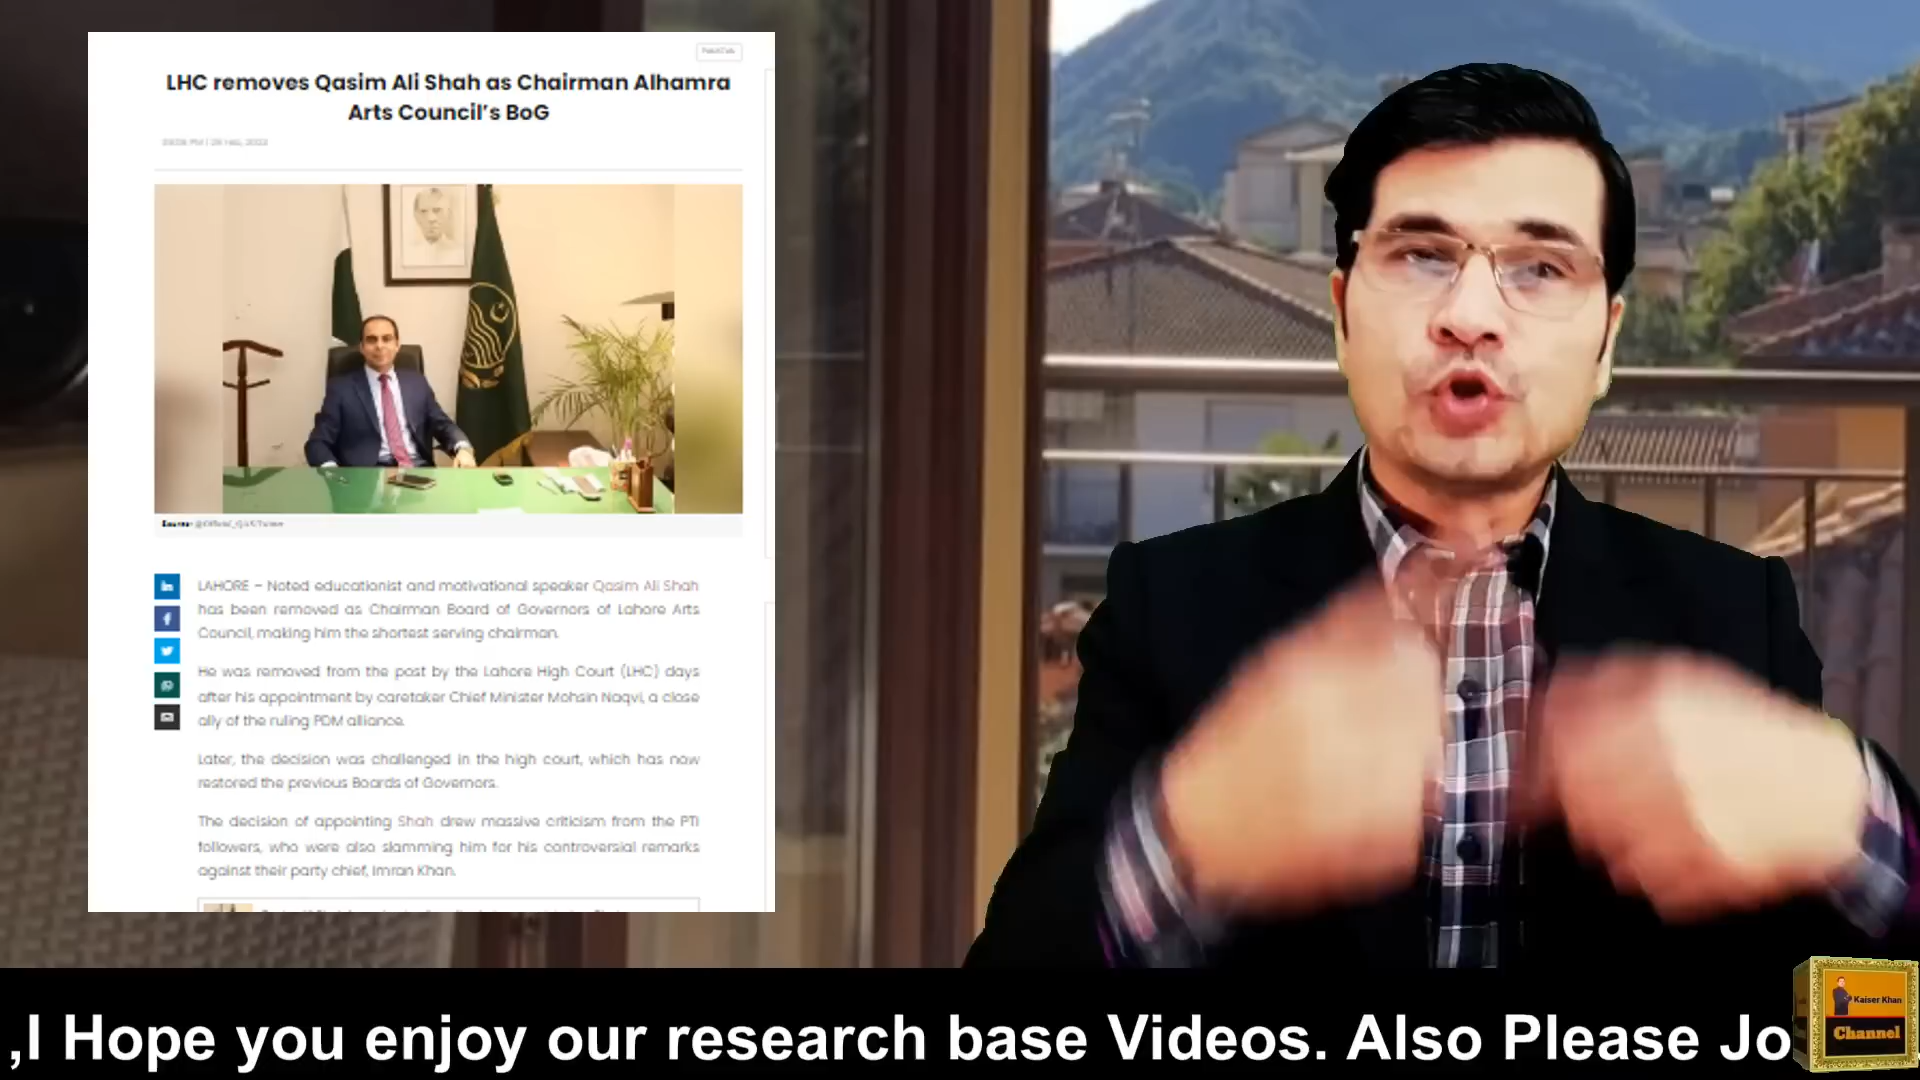 PAKISTAN
LHC removes Qasim Ali Shah as Chairman Alhamra
Arts Council's BoG
Source:
LAHORE – Noted educationist and motivational speaker Qasim Ali Shah
has been removed as Chairman Board of Governors of Lahore Arts
Council, making him the shortest serving chairman.
He was removed from the post by the Lahore High Court (LHC) days
after his appointment by caretaker Chief Minister Mohsin Naqvi, a close
ally of the ruling PDM alliance.
Later, the decision was challenged in the high court, which has now
restored the previous Boards of Governors.
The decision of appointing Shah drew massive criticism from the PTI
followers, who were also slamming him for his controversial remarks
against their party chief, Imran Khan.
,I Hope you enjoy our research base Videos. Also Please Jo
Kaiser Khan
Channel